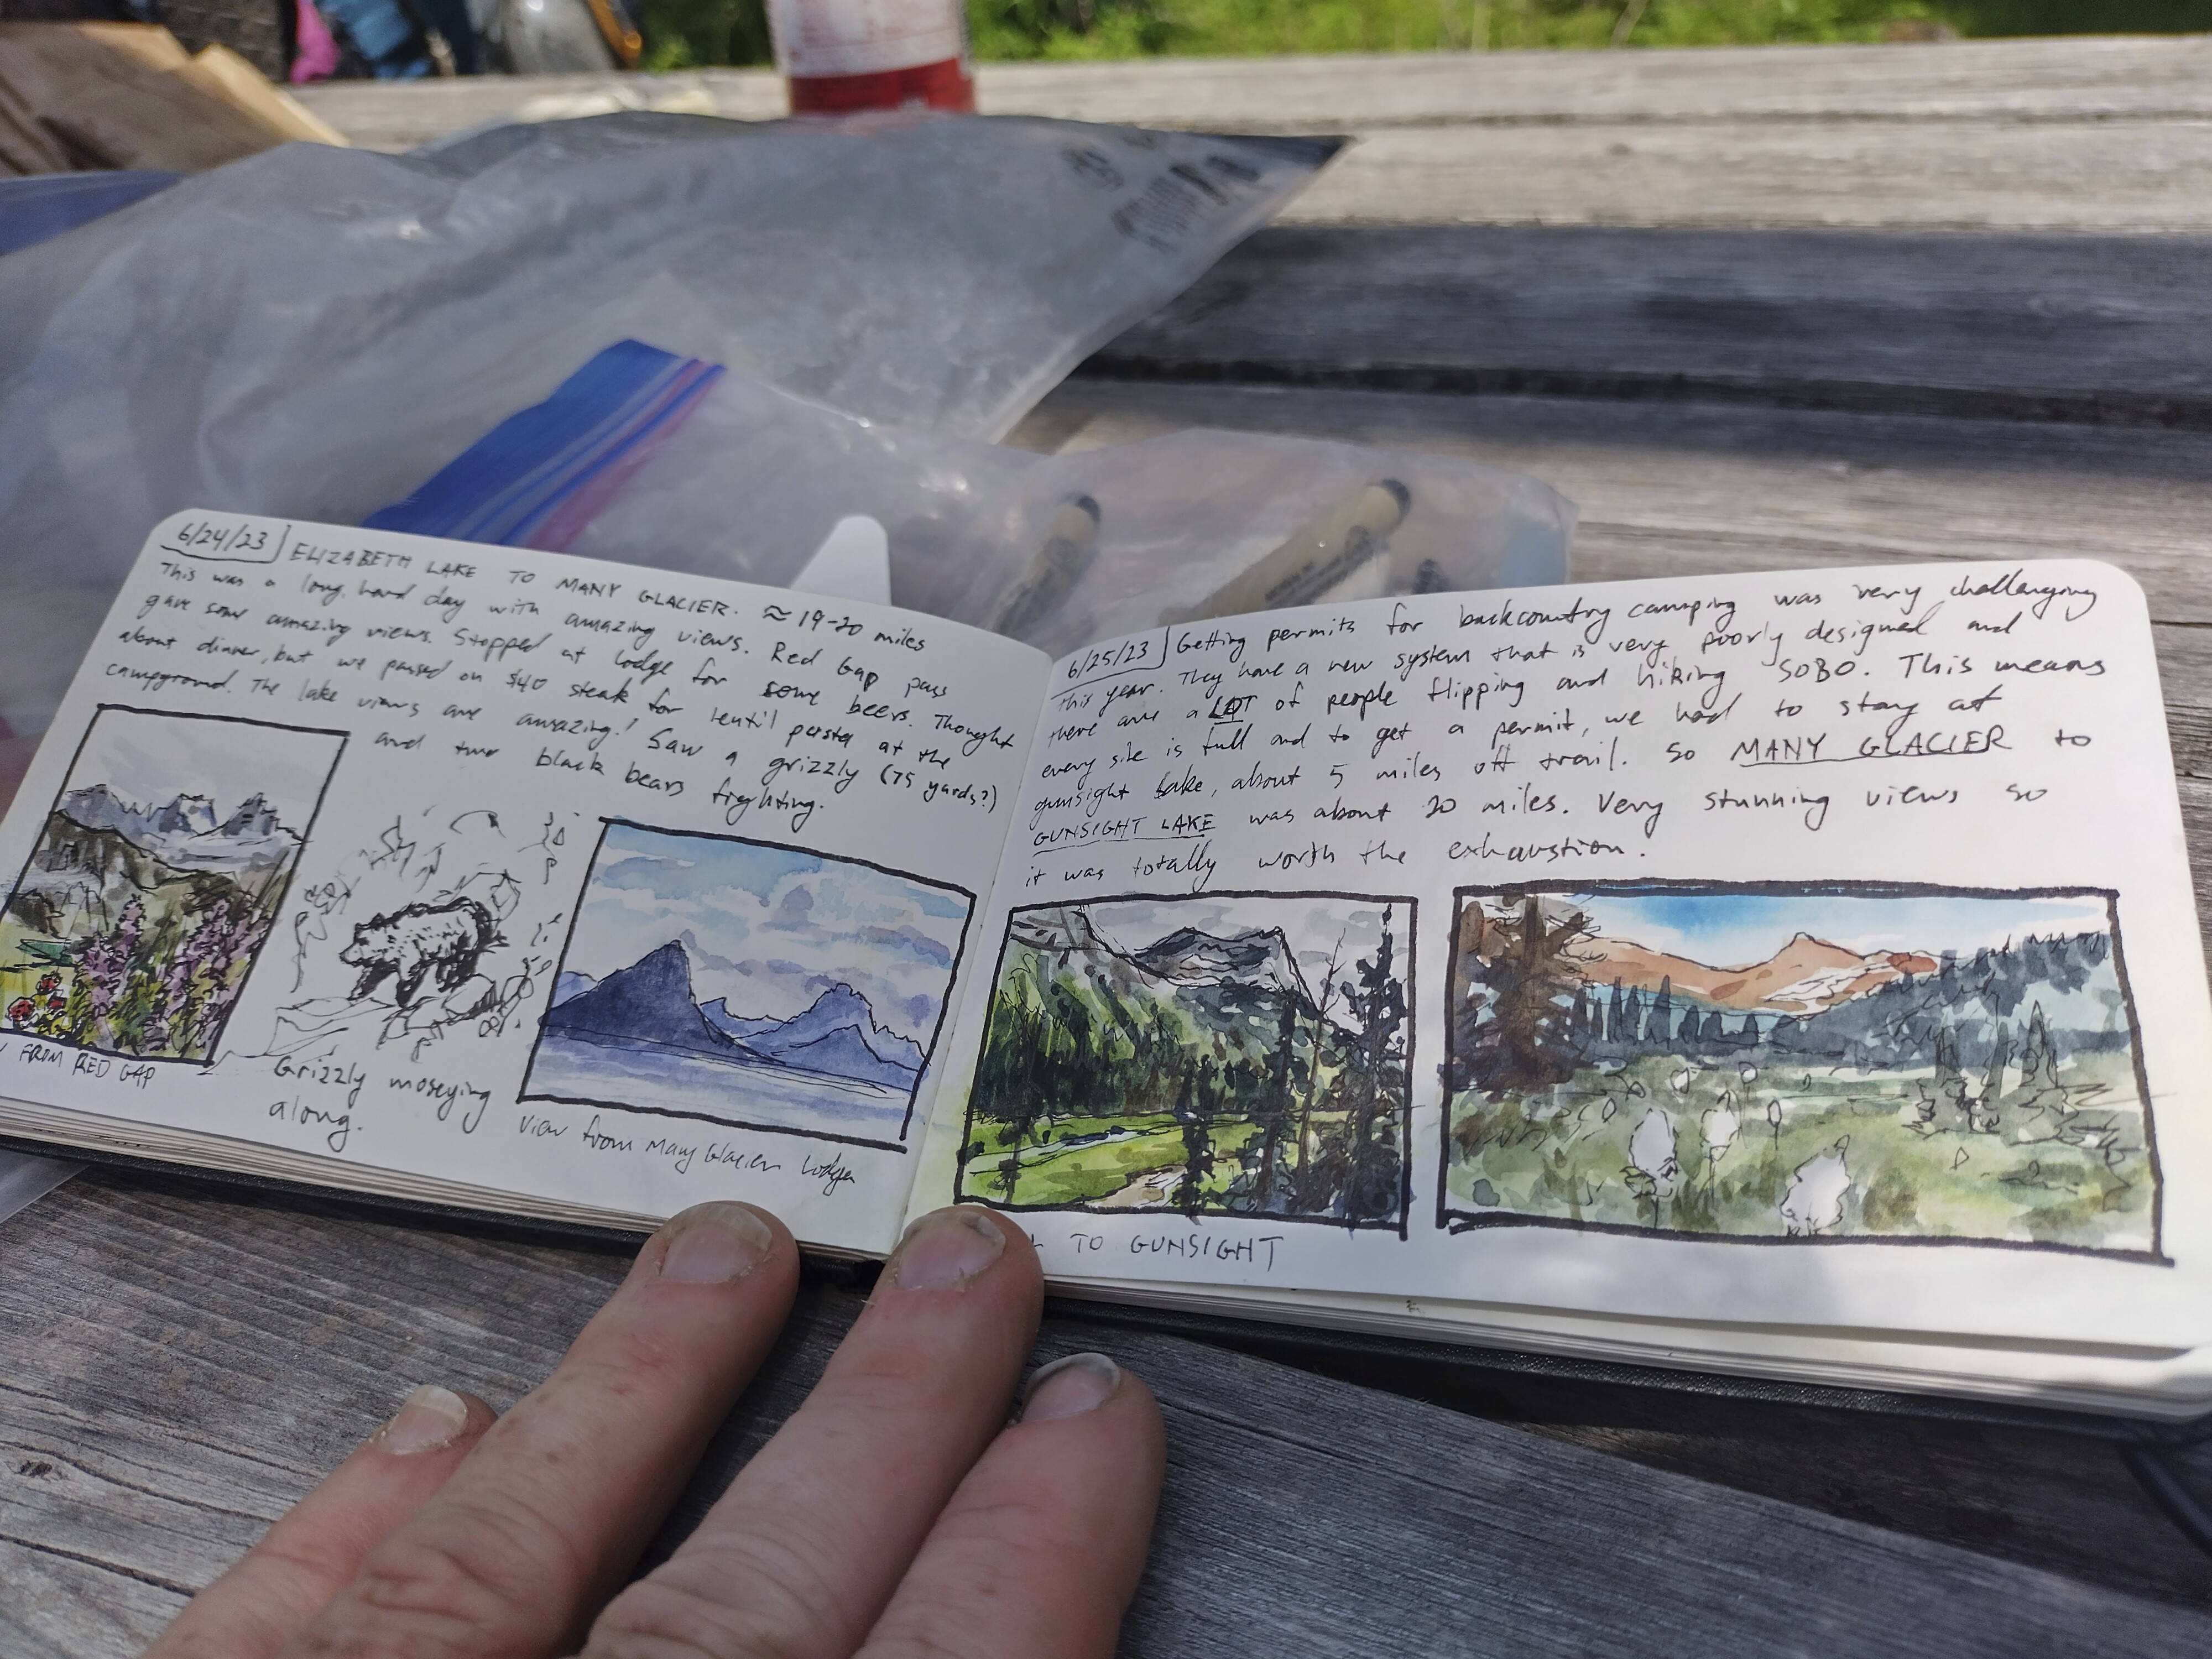 6/24/23 ELIZABETH LAKE TO MANY GLACIER. ≈ 19-20 miles
This was a long, hard day with amazing views. Red Gap pass
gave some amazing views. Stopped at lodge for some beers. Thought
about dinner, but we passed on $40 steak for lentil pasta at the
campground. The lake views are amazing! Saw a grizzly (75 yards?)
and two black bears fighting.
FROM RED GAP
Grizzly moseying
along.
View from Many Glacier Lodge
6/25/23 Getting permits for backcountry camping was very challenging
this year. They have a new system that is very poorly designed and
there are a LOT of people flipping and hiking SOBO. This means
every site is full and to get a permit, we had to stay at
gunsight Lake, about 5 miles off trail. So MANY GLACIER to
GUNSIGHT LAKE was about 20 miles. Very stunning views so
it was totally worth the exhaustion.
TO GUNSIGHT